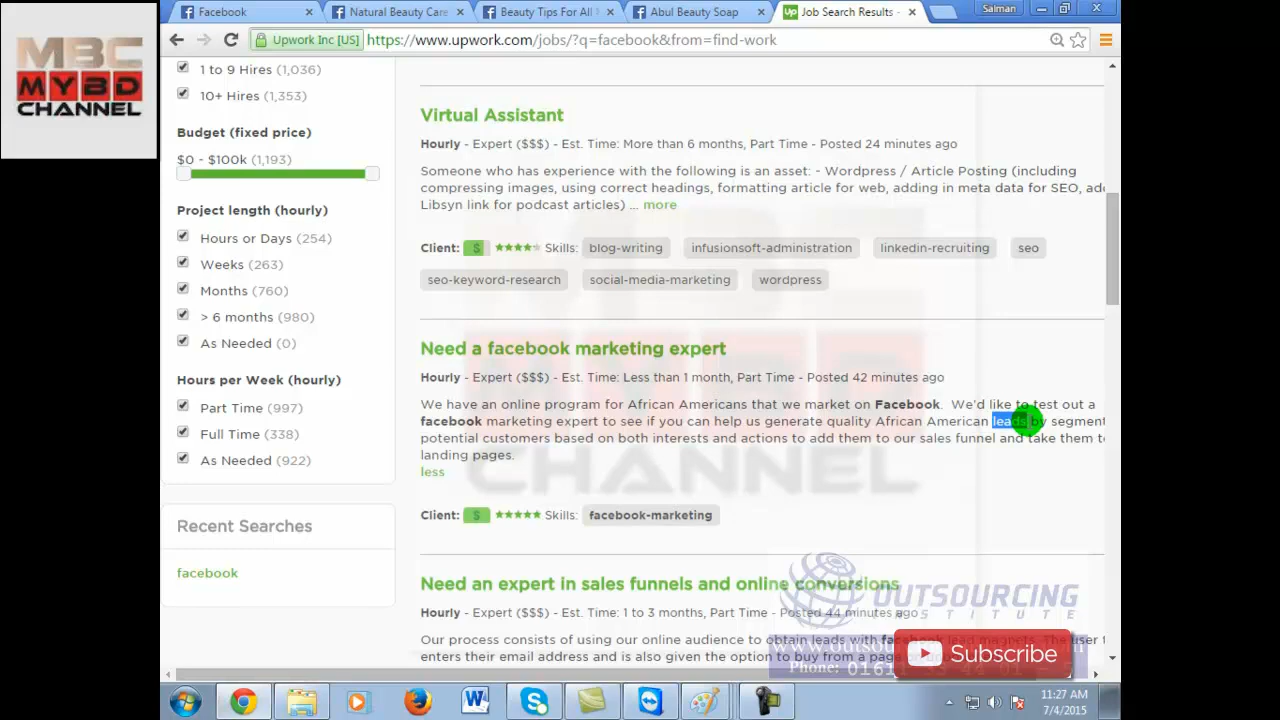 MBC
MYBD
CHANNEL
Facebook
Natural Beauty Care
Beauty Tips For All
Abul Beauty Soap
Up Job Search Results -
Salman
Upwork Inc [US] https://www.upwork.com/jobs/?q=facebook&from=find-work
1 to 9 Hires (1,036)
10+ Hires (1,353)
Budget (fixed price)
$0 - $100k (1,193)
Project length (hourly)
Hours or Days (254)
Weeks (263)
Months (760)
> 6 months (980)
As Needed (0)
Hours per Week (hourly)
Part Time (997)
Full Time (338)
As Needed (922)
Recent Searches
facebook
Virtual Assistant
Hourly - Expert ($$$) - Est. Time: More than 6 months, Part Time - Posted 24 minutes ago
Someone who has experience with the following is an asset: - Wordpress / Article Posting (including
compressing images, using correct headings, formatting article for web, adding in meta data for SEO,
Libsyn link for podcast articles) ... more
Client: $ Skills: blog-writing infusionsoft-administration linkedin-recruiting seo
seo-keyword-research social-media-marketing wordpress
Need a facebook marketing expert
Hourly - Expert ($$$) - Est. Time: Less than 1 month, Part Time - Posted 42 minutes ago
We have an online program for African Americans that we market on Facebook. We'd like to test out a
facebook marketing expert to see if you can help us generate quality African American leads by segment
potential customers based on both interests and actions to add them to our sales funnel and take them
landing pages.
less
Client: $ Skills: facebook-marketing
Need an expert in sales funnels and online conversions
Hourly - Expert ($$$) - Est. Time: 1 to 3 months, Part Time - Posted 44 minutes ago
Our process consists of using our online audience to obtain leads with facebook lead magnets. The user
enters their email address and is also given the option to buy from a page
MBC
MYBD
CHANNEL
OUTSOURCING
INSTITUTE
Phone:
Subscribe
11:27 AM
7/4/2015